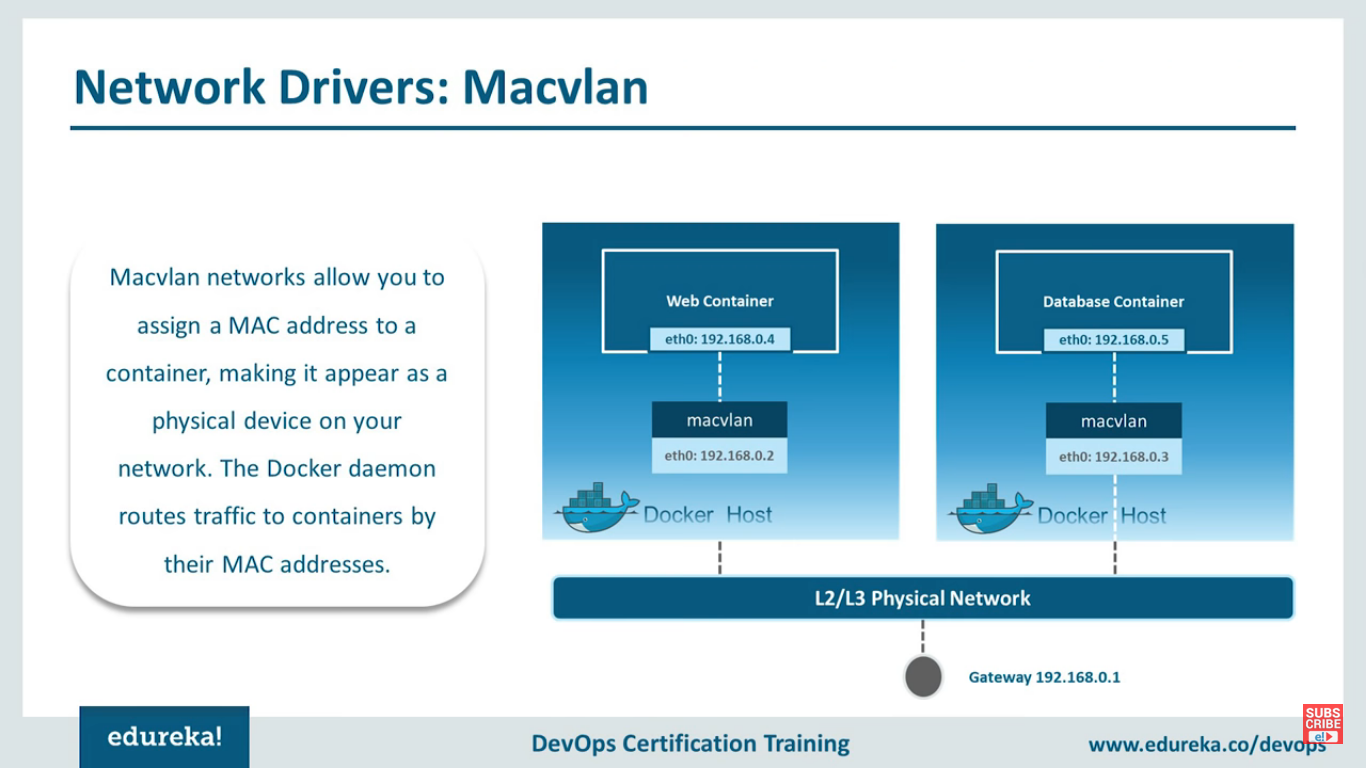 Network Drivers: Macvlan
Macvlan networks allow you to
assign a MAC address to a
container, making it appear as a
physical device on your
network. The Docker daemon
routes traffic to containers by
their MAC addresses.
Web Container
eth0: 192.168.0.4
macvlan
eth0: 192.168.0.2
Docker Host
Database Container
eth0: 192.168.0.5
macvlan
eth0: 192.168.0.3
Docker Host
L2/L3 Physical Network
Gateway 192.168.0.1
edureka!
DevOps Certification Training
www.edureka.co/devops
SUBS
CRIBE
e!